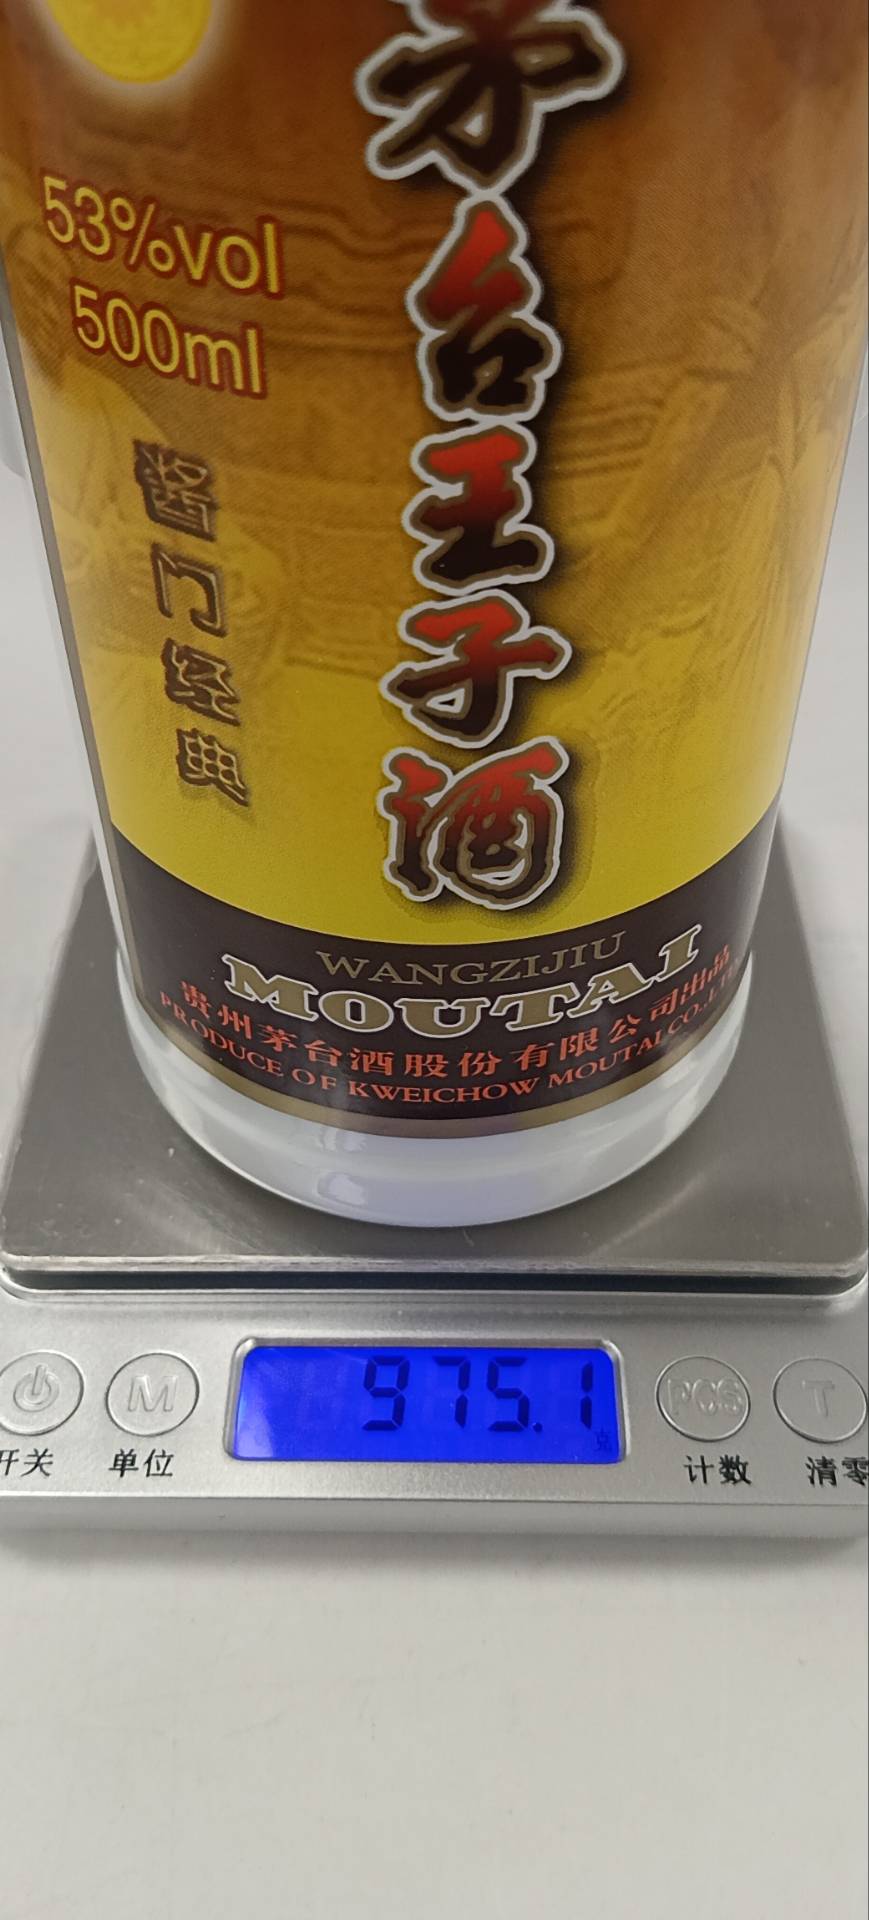 茅台王子酒
53%vol
500ml
酱门经典
WANGZIJIU
MOUTAI
贵州茅台酒股份有限公司出品
PRODUCE OF KWEICHOW MOUTAI CO.,LTD
975.1
克
M
PCS
T
开关
单位
计数
清零